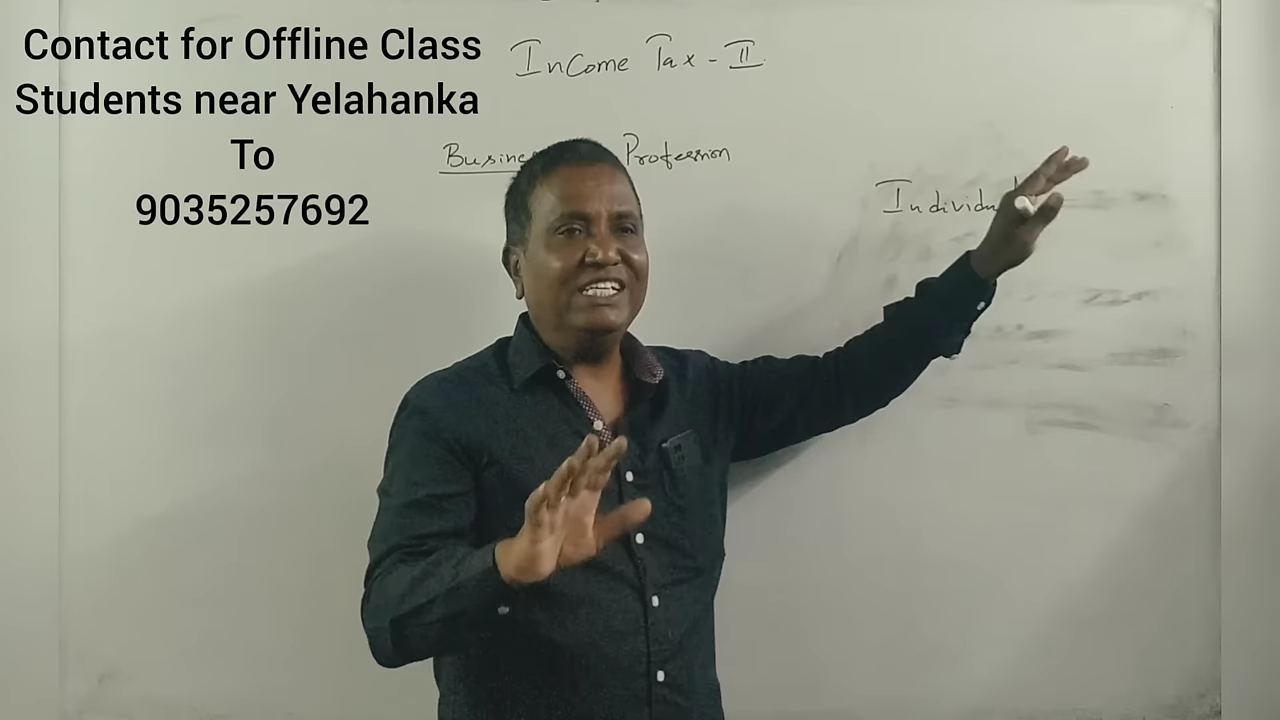 Contact for Offline Class
Students near Yelahanka
To
9035257692
Income Tax - II
Profession